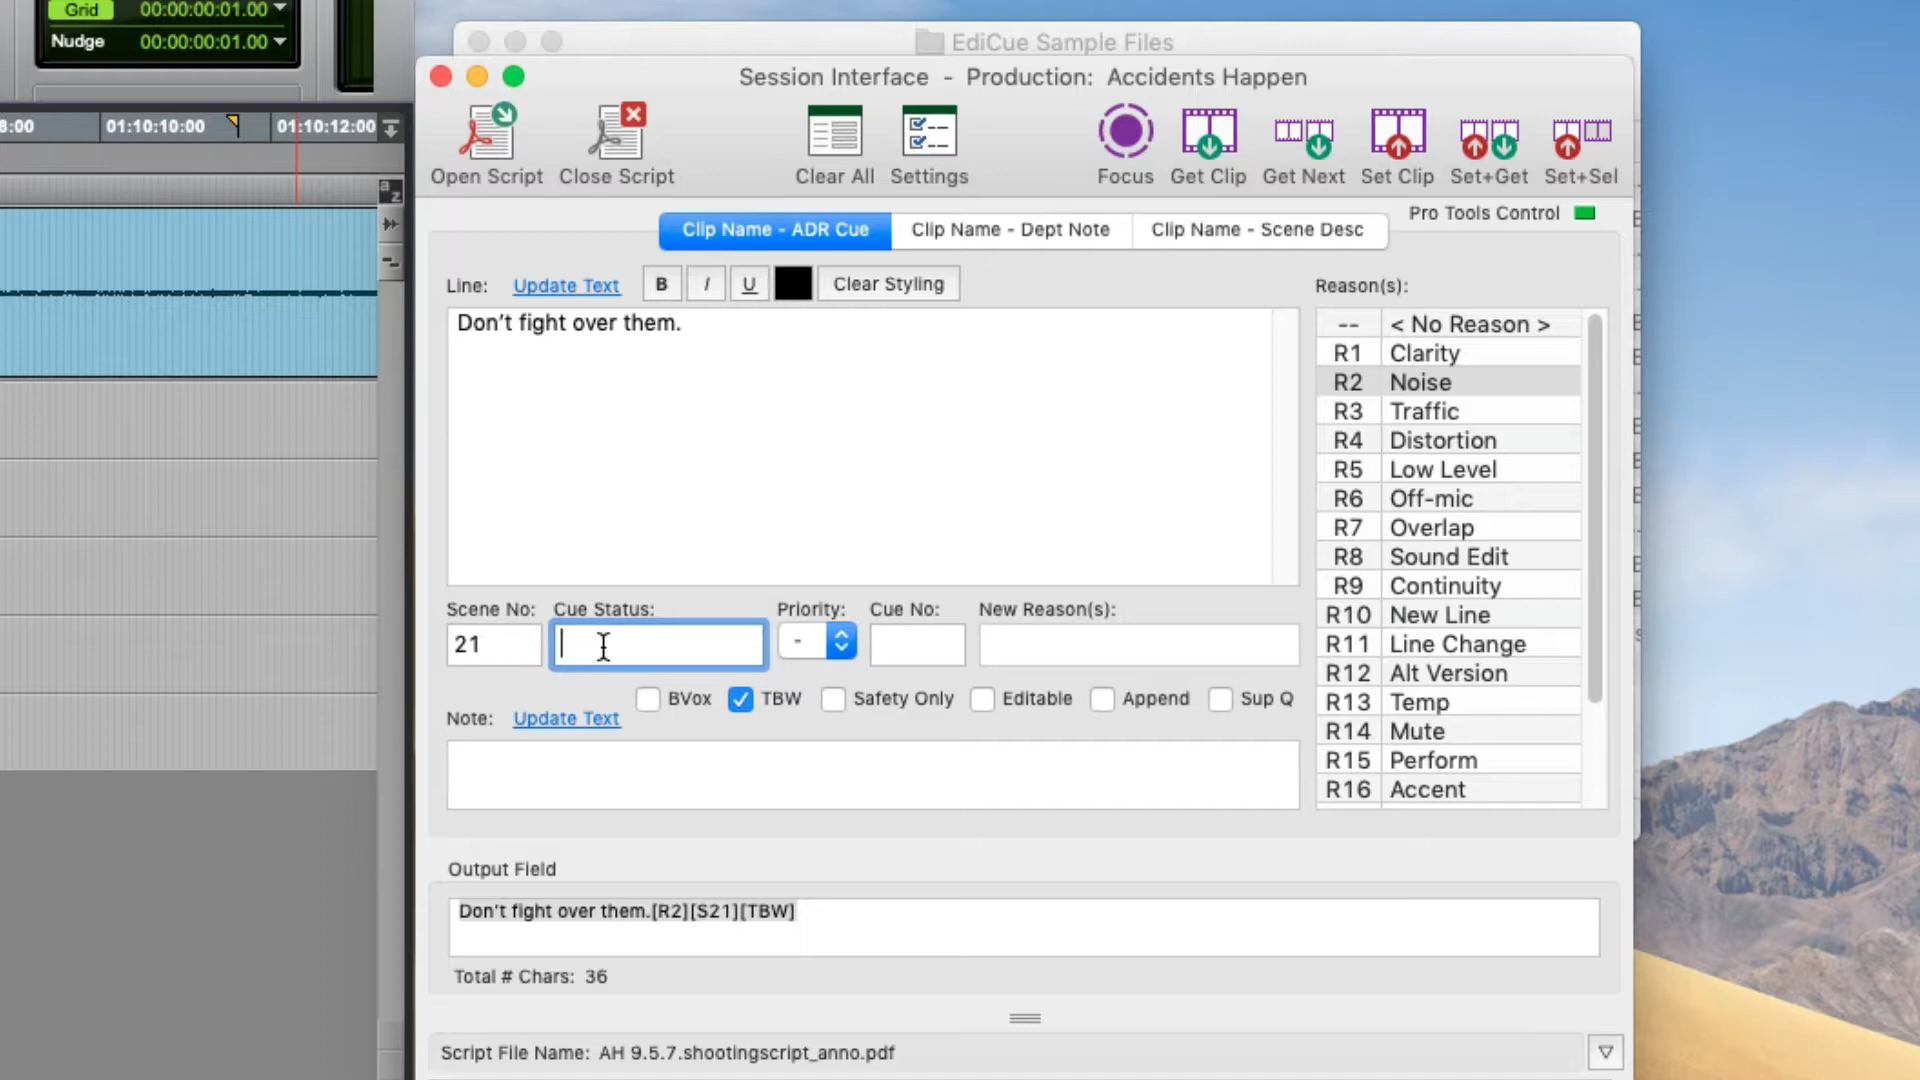 Grid 00:00:00:01.00
Nudge 00:00:00:01.00
EdiCue Sample Files
Session Interface - Production: Accidents Happen
Open Script Close Script Clear All Settings Focus Get Clip Get Next Set Clip Set+Get Set+Sel
8:00 01:10:10:00 01:10:12:00
a z
Pro Tools Control
Clip Name - ADR Cue Clip Name - Dept Note Clip Name - Scene Desc
Line: Update Text B I U Clear Styling
Don't fight over them.
Reason(s):
-- < No Reason >
R1 Clarity
R2 Noise
R3 Traffic
R4 Distortion
R5 Low Level
R6 Off-mic
R7 Overlap
R8 Sound Edit
R9 Continuity
R10 New Line
R11 Line Change
R12 Alt Version
R13 Temp
R14 Mute
R15 Perform
R16 Accent
Scene No: Cue Status: Priority: Cue No: New Reason(s):
21 -
BVox TBW Safety Only Editable Append Sup Q
Note: Update Text
Output Field
Don't fight over them.[R2][S21][TBW]
Total # Chars: 36
Script File Name: AH 9.5.7.shootingscript_anno.pdf